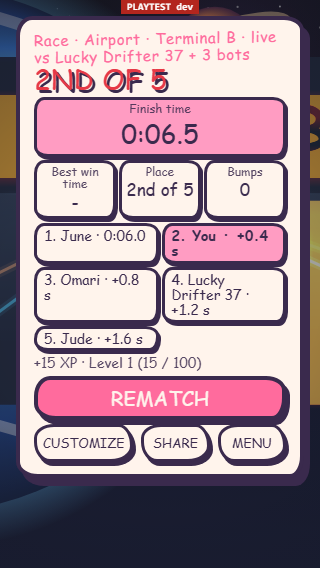 PLAYTEST dev
Race · Airport · Terminal B · live
vs Lucky Drifter 37 + 3 bots
2ND OF 5
Finish time
0:06.5
Best win
time
-
Place
2nd of 5
Bumps
0
1. June · 0:06.0
2. You · +0.4
s
3. Omari · +0.8
s
4. Lucky
Drifter 37 ·
+1.2 s
5. Jude · +1.6 s
+15 XP · Level 1 (15 / 100)
REMATCH
CUSTOMIZE
SHARE
MENU